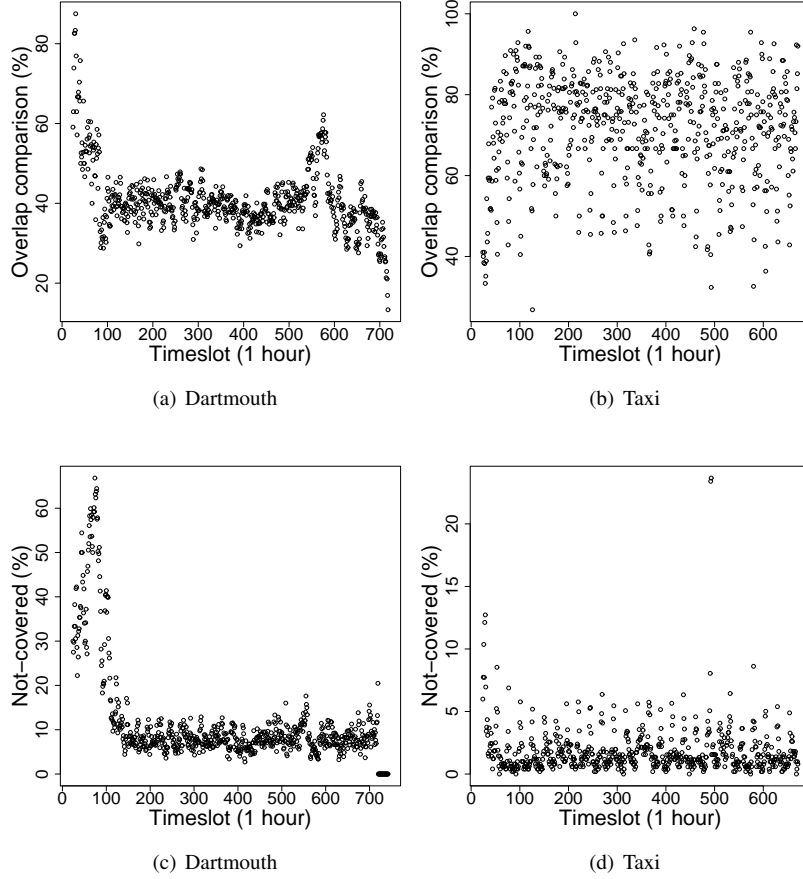 Overlap comparison (%)
20 40 60 80
0 100 200 300 400 500 600 700
Timeslot (1 hour)
(a) Dartmouth
Overlap comparison (%)
40 60 80 100
0 100 200 300 400 500 600
Timeslot (1 hour)
(b) Taxi
Not−covered (%)
0 10 20 30 40 50 60
0 100 200 300 400 500 600 700
Timeslot (1 hour)
(c) Dartmouth
Not−covered (%)
0 5 10 15 20
0 100 200 300 400 500 600
Timeslot (1 hour)
(d) Taxi